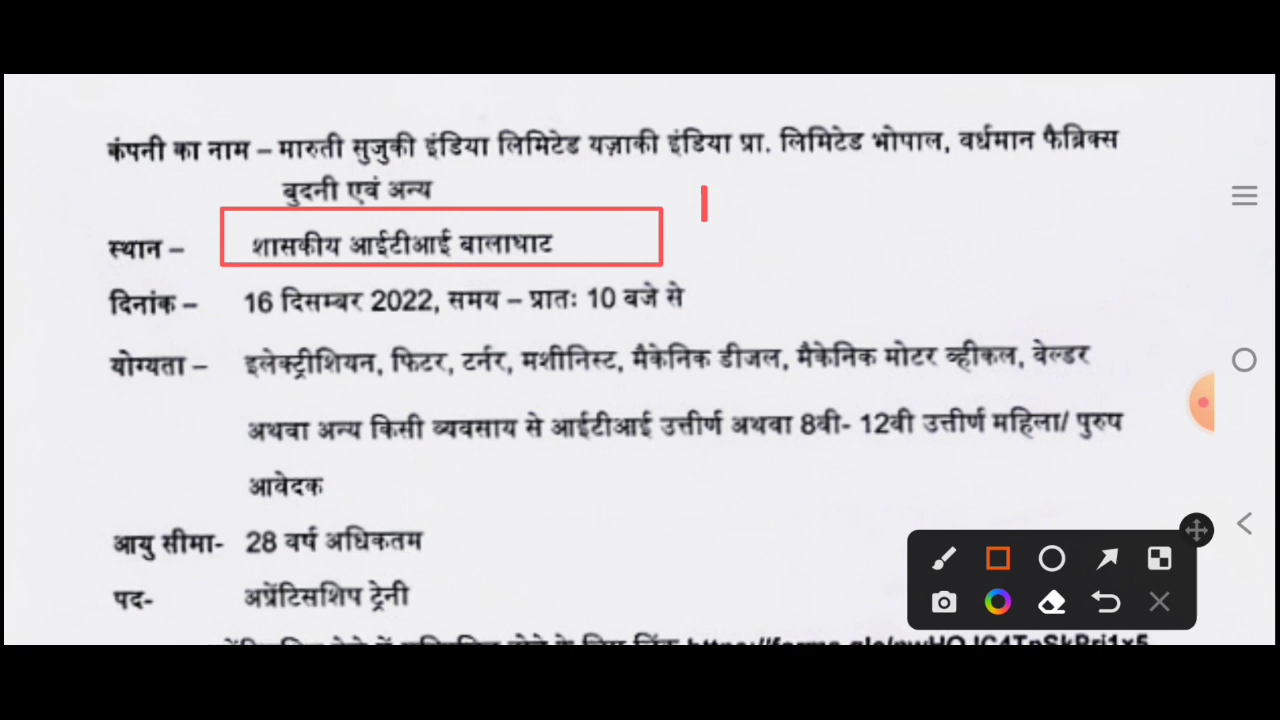 कंपनी का नाम – मारुती सुजुकी इंडिया लिमिटेड यज़ाकी इंडिया प्रा. लिमिटेड भोपाल, वर्धमान फैब्रिक्स
बुदनी एवं अन्य
स्थान – शासकीय आईटीआई बालाघाट
दिनांक – 16 दिसम्बर 2022, समय – प्रातः 10 बजे से
योग्यता – इलेक्ट्रीशियन, फिटर, टर्नर, मशीनिस्ट, मैकेनिक डीजल, मैकेनिक मोटर व्हीकल, वेल्डर
अथवा अन्य किसी व्यवसाय से आईटीआई उत्तीर्ण अथवा 8वी- 12वी उत्तीर्ण महिला/ पुरुष
आवेदक
आयु सीमा- 28 वर्ष अधिकतम
पद- अप्रेंटिसशिप ट्रेनी